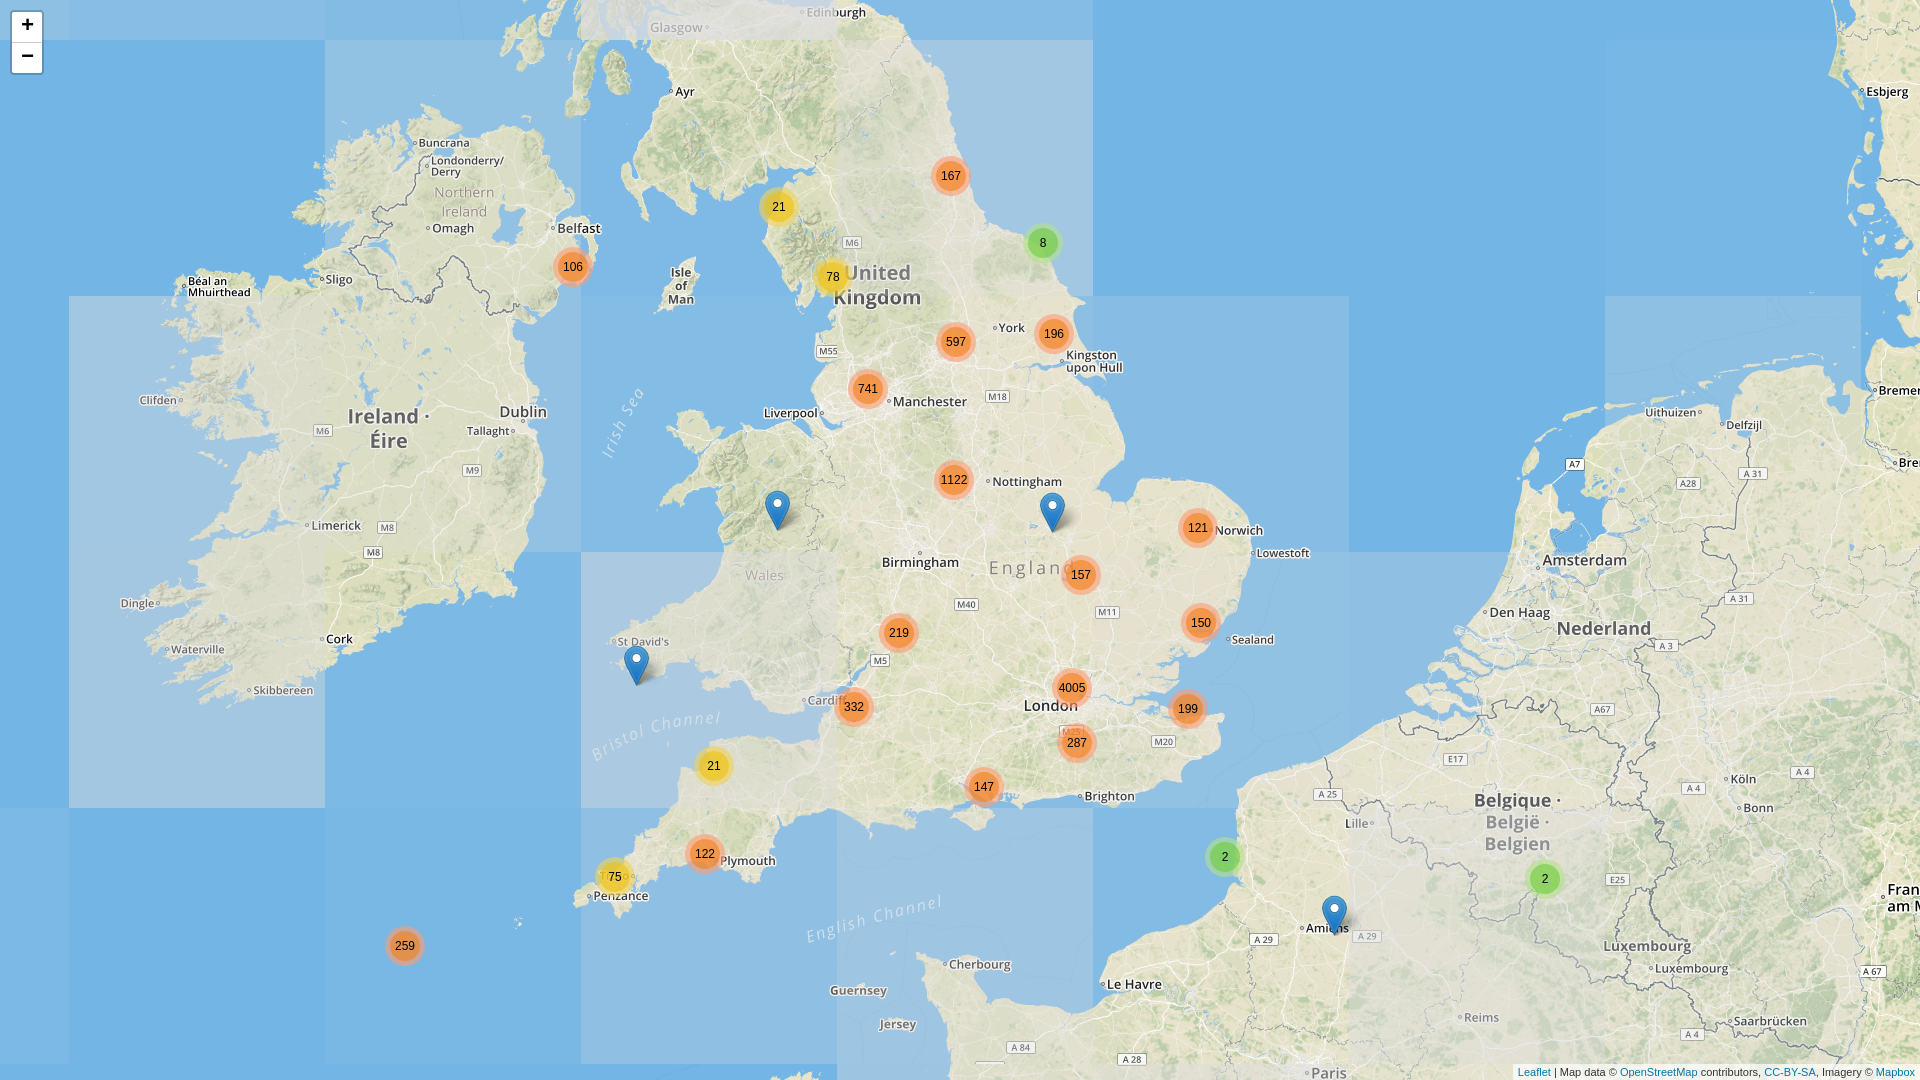 +
−
Edinburgh
Glasgow
Ayr
Esbjerg
Buncrana
Londonderry/
Derry
Northern
Ireland
Omagh
Belfast
106
Béal an
Mhuirthead
Sligo
Isle
of
Man
167
21
M6
8
78
United
Kingdom
York
196
597
M55
Kingston
upon Hull
741
Manchester
M18
Liverpool
Clifden
Ireland ·
Éire
Dublin
Tallaght
M6
M9
Irish Sea
Uithuizen
Delfzijl
A7
A 31
A28
1122
Nottingham
Limerick
M8
M8
121
Norwich
Lowestoft
Birmingham
England
157
Wales
Amsterdam
A 31
Dingle
M40
M11
Den Haag
Nederland
150
Sealand
219
Cork
Waterville
St David's
M5
A 3
Skibbereen
4005
London
Cardiff
332
199
A67
Bristol Channel
287
M20
E17
21
147
Brighton
A 25
Köln
A 4
A 4
Bonn
Belgique ·
België ·
Belgien
Lille
2
122
Plymouth
75
Penzance
2
E25
English Channel
Amiens
A 29
A 29
259
Luxembourg
Luxembourg
A 67
Cherbourg
Guernsey
Le Havre
Jersey
Reims
Saarbrücken
A 4
A 84
A 28
Paris
Leaflet | Map data © OpenStreetMap contributors, CC-BY-SA, Imagery © Mapbox